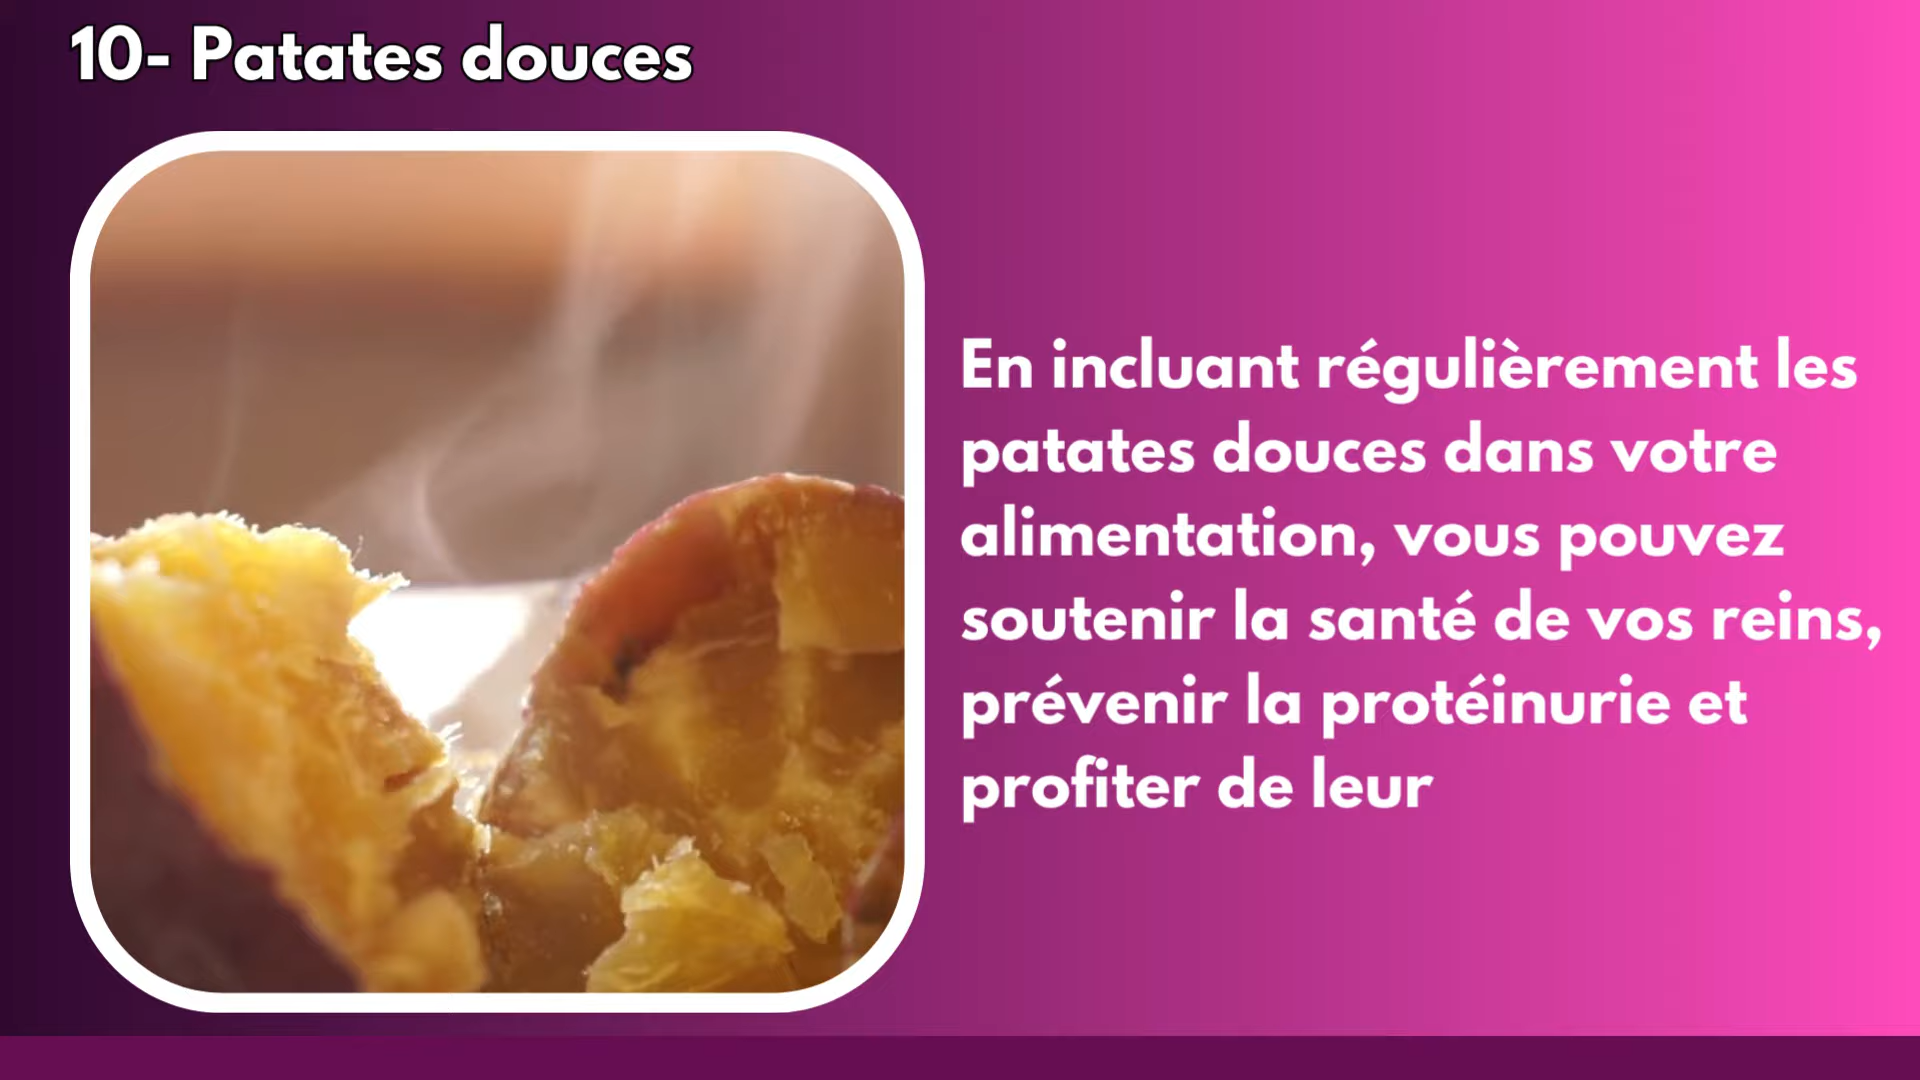 10- Patates douces
En incluant régulièrement les
patates douces dans votre
alimentation, vous pouvez
soutenir la santé de vos reins,
prévenir la protéinurie et
profiter de leur